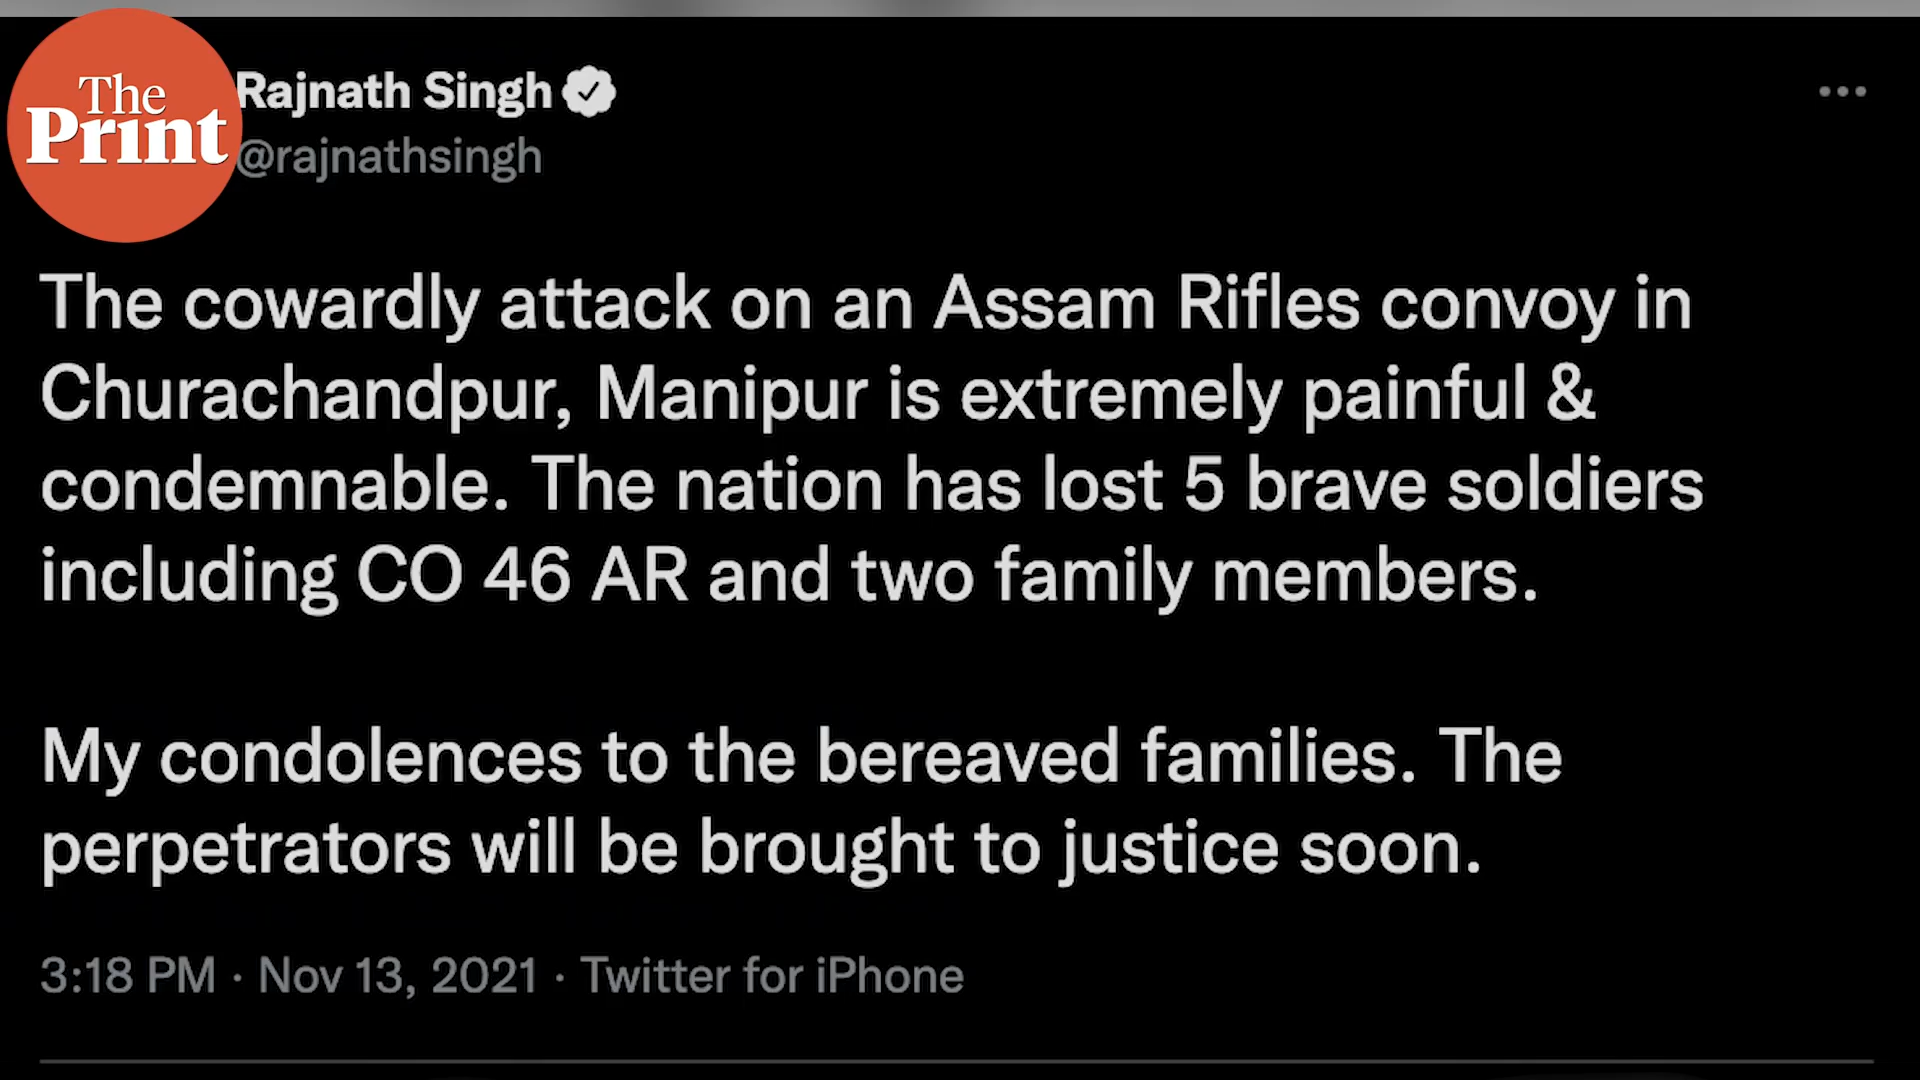 The
Print
Rajnath Singh
@rajnathsingh
The cowardly attack on an Assam Rifles convoy in
Churachandpur, Manipur is extremely painful &
condemnable. The nation has lost 5 brave soldiers
including CO 46 AR and two family members.
My condolences to the bereaved families. The
perpetrators will be brought to justice soon.
3:18 PM · Nov 13, 2021 · Twitter for iPhone